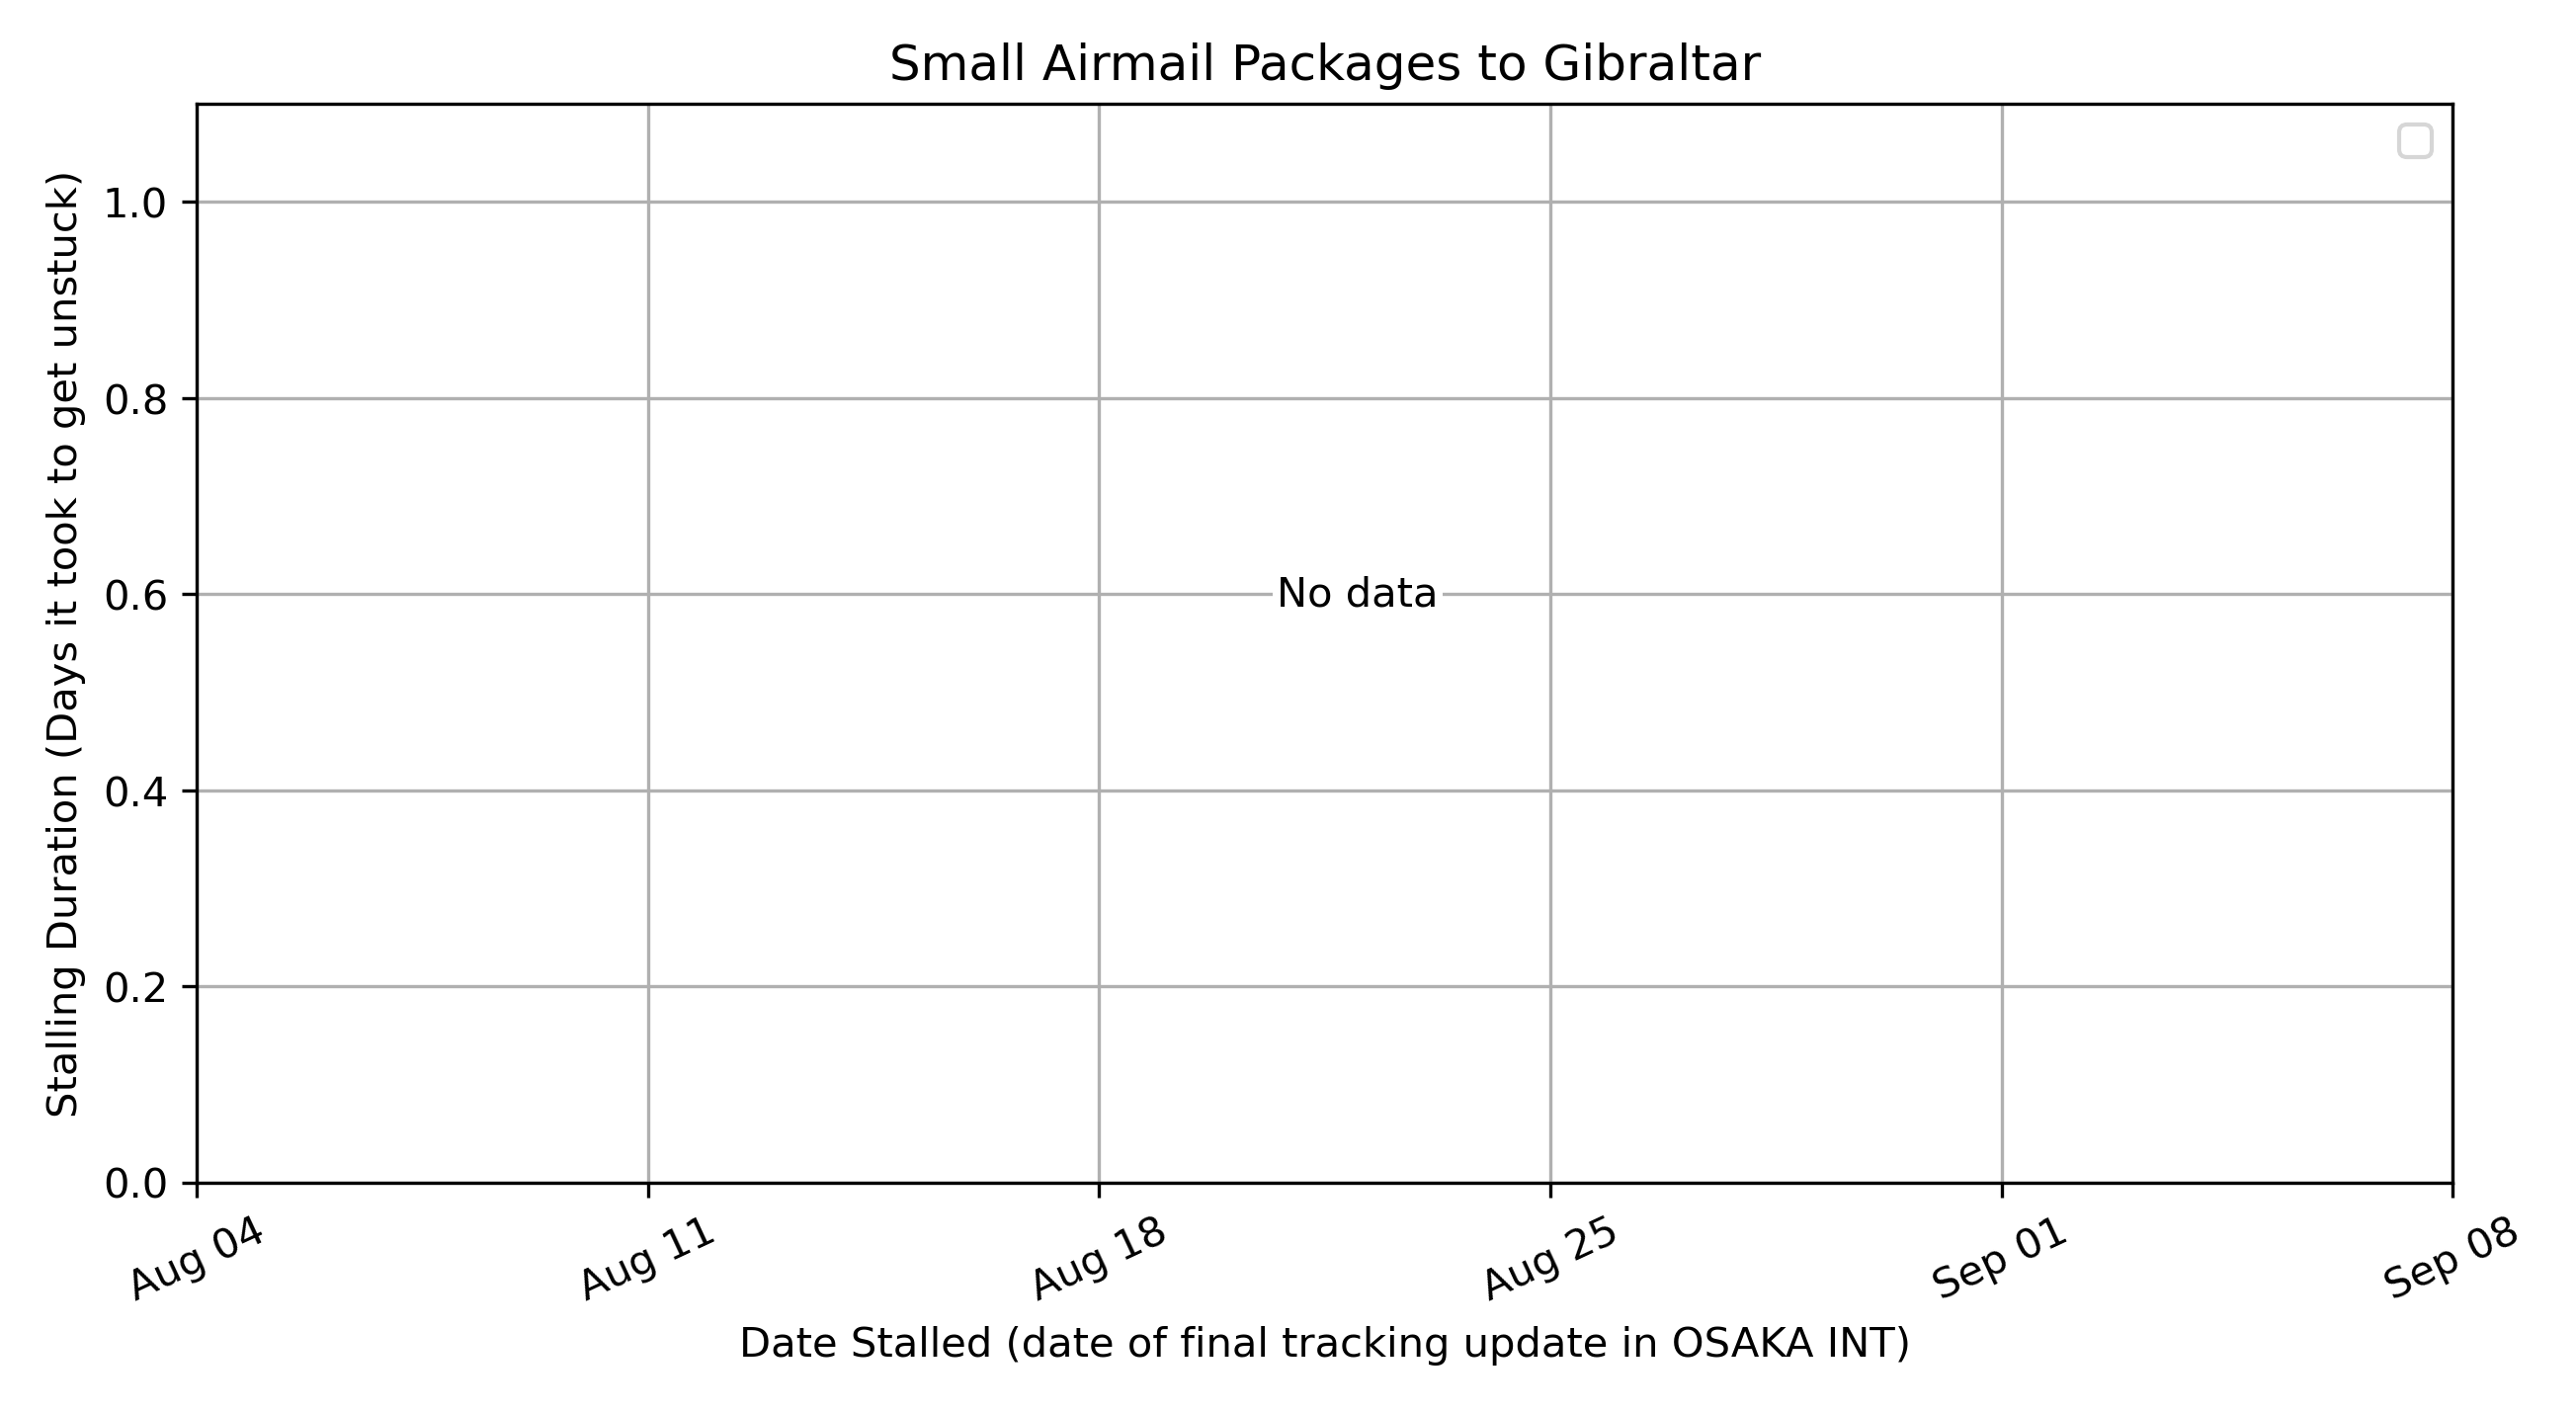 Small Airmail Packages to Gibraltar
Stalling Duration (Days it took to get unstuck)
1.0
0.8
0.6
0.4
0.2
0.0
No data
Aug 04
Aug 11
Aug 18
Aug 25
Sep 01
Sep 08
Date Stalled (date of final tracking update in OSAKA INT)